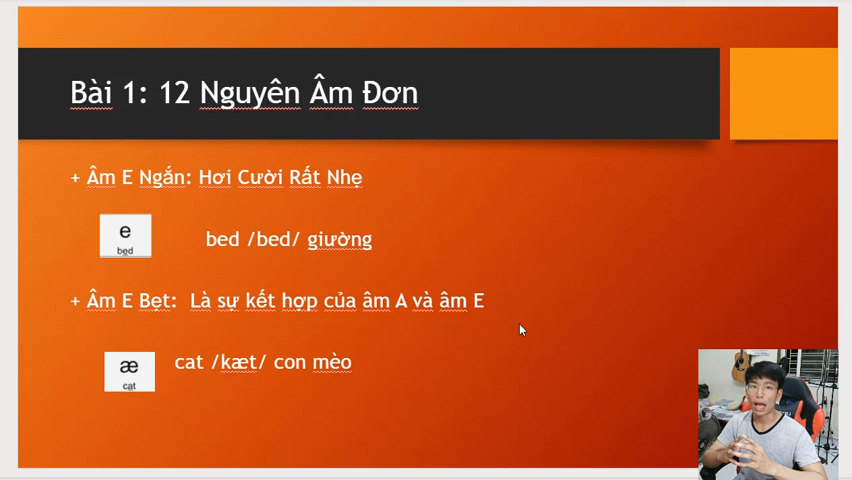 Bài 1: 12 Nguyên Âm Đơn
+ Âm E Ngắn: Hơi Cười Rất Nhẹ
e
bed
bed /bed/ giường
+ Âm E Bẹt: Là sự kết hợp của âm A và âm E
æ
cat
cat /kæt/ con mèo